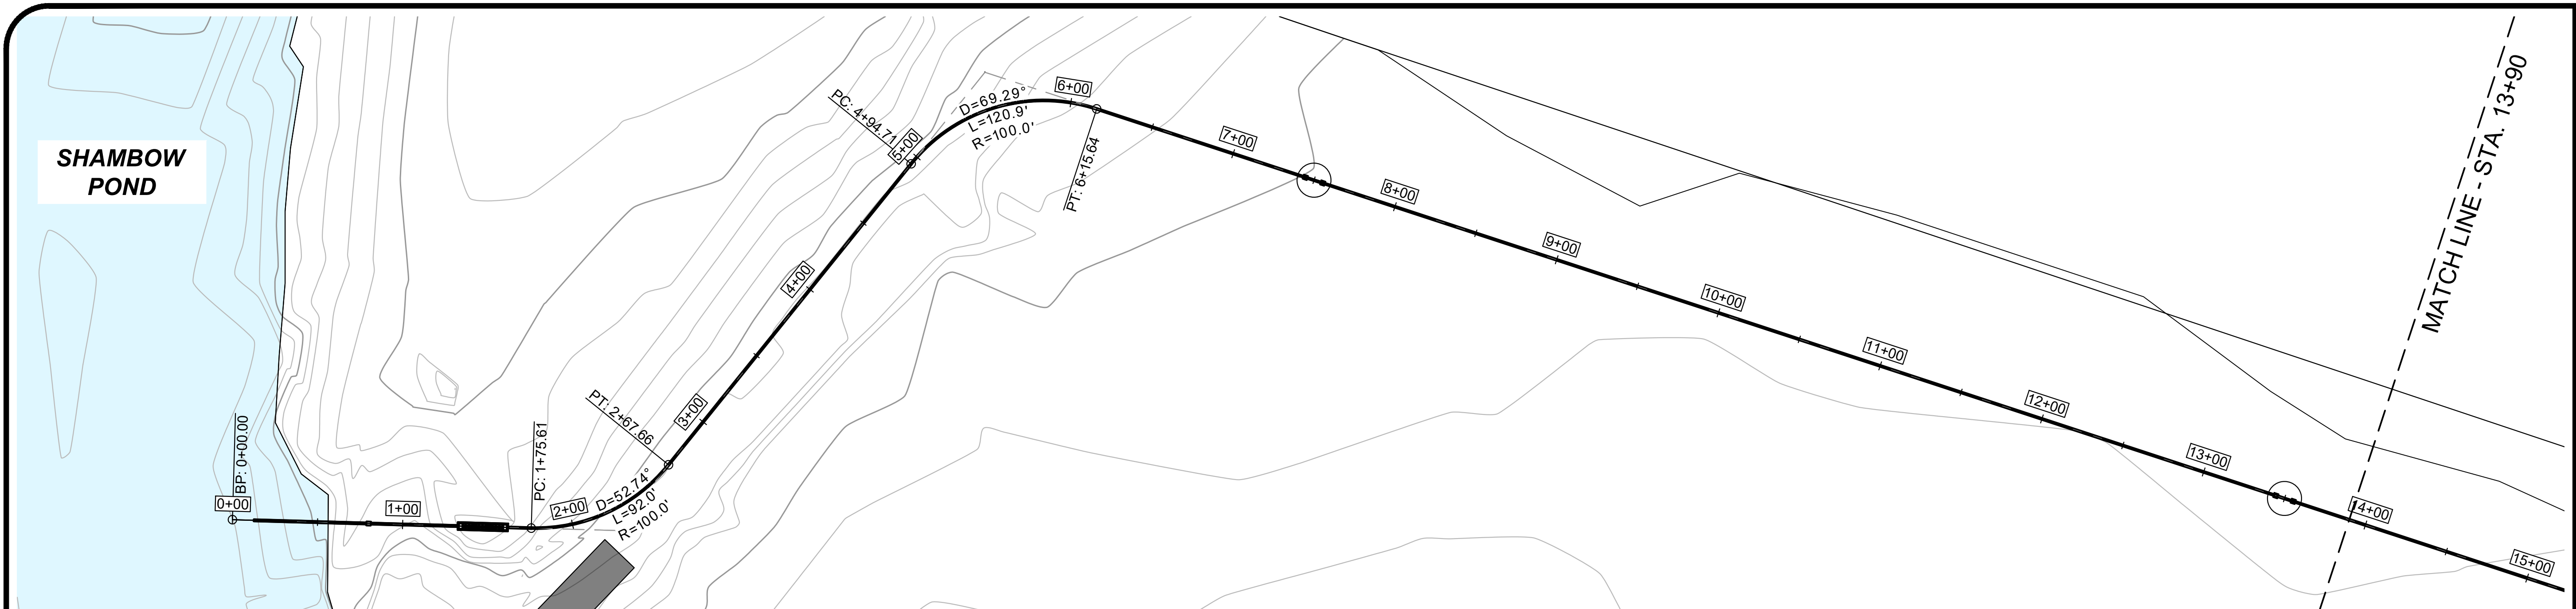 SHAMBOW
POND
BP: 0+00.00
0+00
1+00
PC: 1+75.61
2+00
D=52.74°
L=92.0'
R=100.0'
PT: 2+67.66
3+00
4+00
PC: 4+94.71
5+00
D=69.29°
L=120.9'
R=100.0'
6+00
PT: 6+15.64
7+00
8+00
9+00
10+00
11+00
12+00
13+00
MATCH LINE - STA. 13+90
14+00
15+00